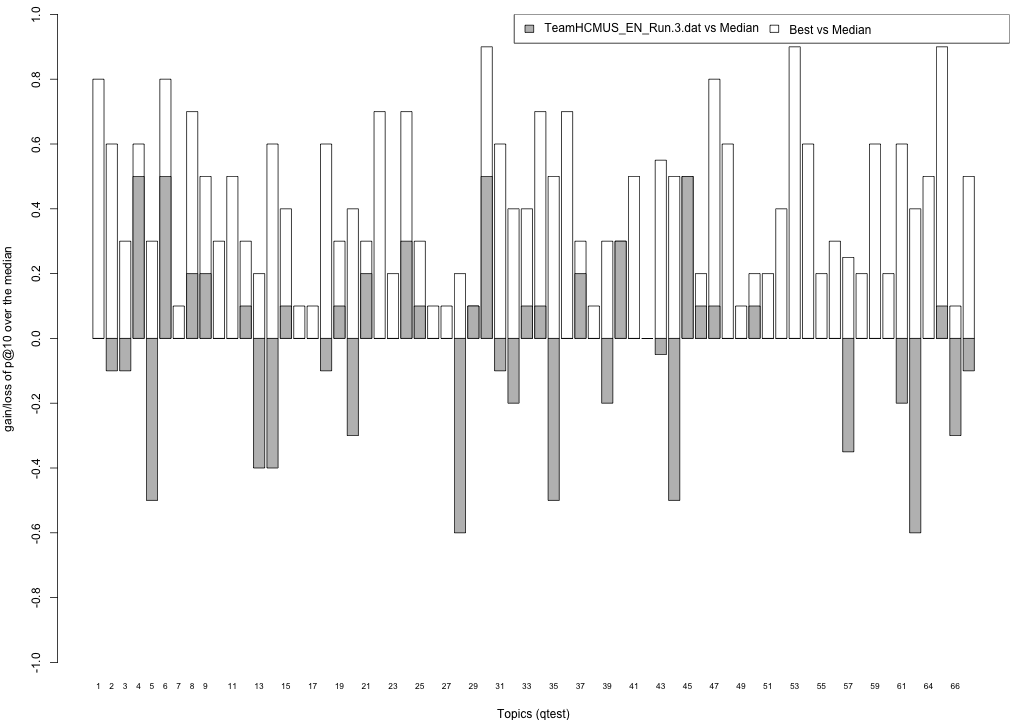 TeamHCMUS_EN_Run.3.dat vs Median Best vs Median
gain/loss of p@10 over the median
1.0
0.8
0.6
0.4
0.2
0.0
-0.2
-0.4
-0.6
-0.8
-1.0
1 2 3 4 5 6 7 8 9 11 13 15 17 19 21 23 25 27 29 31 33 35 37 39 41 43 45 47 49 51 53 55 57 59 61 64 66
Topics (qtest)